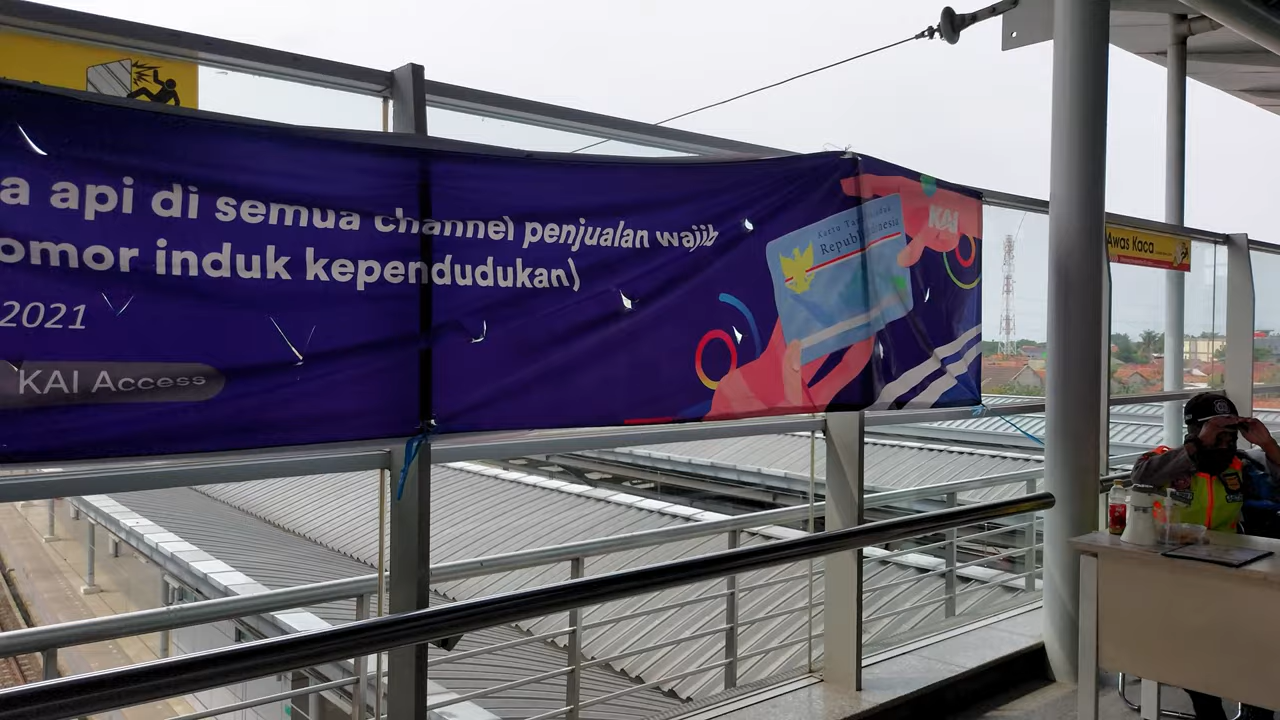 a api di semua channel penjualan wajib
omor induk kependudukan)
2021
KAI Access
Kartu Tanda Penduduk
Republik Indonesia
KAI
Awas Kaca